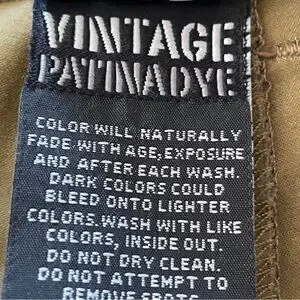 VINTAGE
PATINADYE
COLOR WILL NATURALLY
FADE WITH AGE, EXPOSURE
AND AFTER EACH WASH.
DARK COLORS COULD
BLEED ONTO LIGHTER
COLORS. WASH WITH LIKE
COLORS, INSIDE OUT.
DO NOT DRY CLEAN.
DO NOT ATTEMPT TO
REMOVE SPOTS